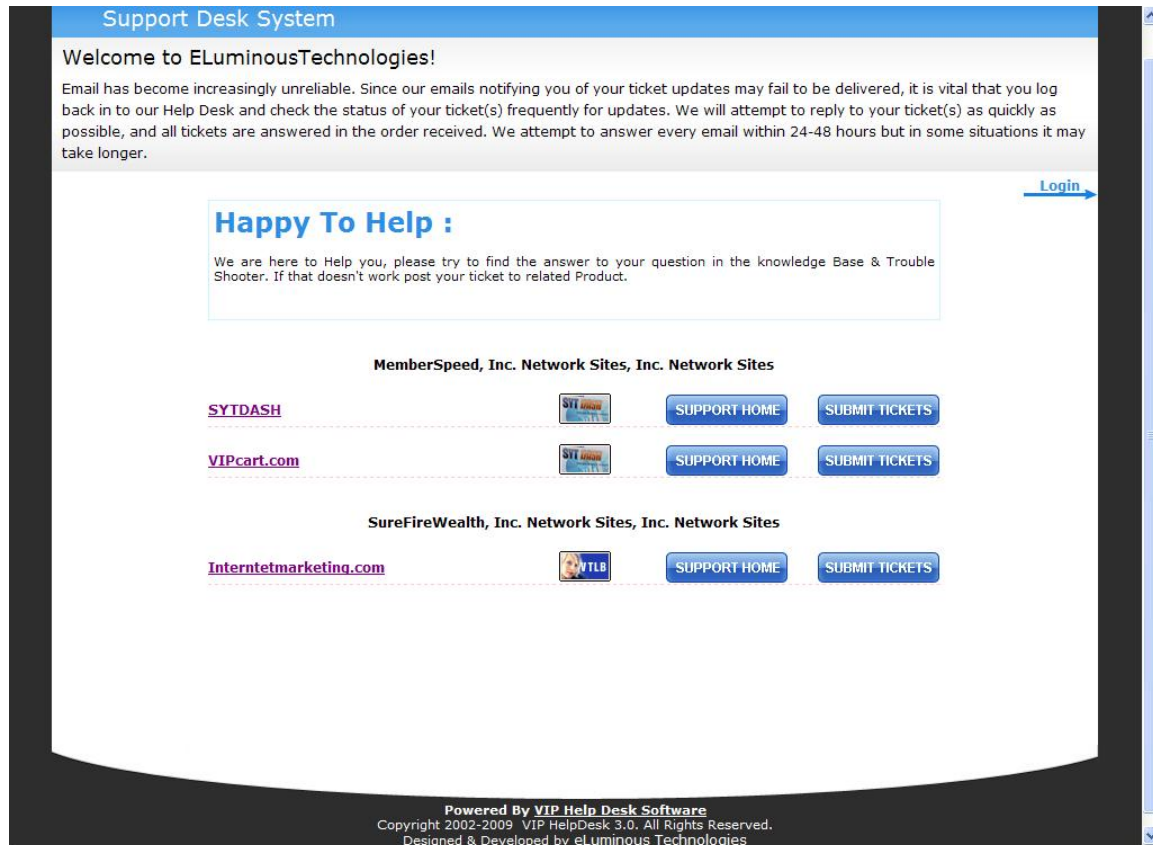 Support Desk System
Welcome to ELuminousTechnologies!
Email has become increasingly unreliable. Since our emails notifying you of your ticket updates may fail to be delivered, it is vital that you log
back in to our Help Desk and check the status of your ticket(s) frequently for updates. We will attempt to reply to your ticket(s) as quickly as
possible, and all tickets are answered in the order received. We attempt to answer every email within 24-48 hours but in some situations it may
take longer.
Login
Happy To Help :
We are here to Help you, please try to find the answer to your question in the knowledge Base & Trouble
Shooter. If that doesn't work post your ticket to related Product.
MemberSpeed, Inc. Network Sites, Inc. Network Sites
SYTDASH SYT DASH SUPPORT HOME SUBMIT TICKETS
VIPcart.com SYT DASH SUPPORT HOME SUBMIT TICKETS
SureFireWealth, Inc. Network Sites, Inc. Network Sites
Interntetmarketing.com VTLB SUPPORT HOME SUBMIT TICKETS
Powered By VIP Help Desk Software
Copyright 2002-2009 VIP HelpDesk 3.0. All Rights Reserved.
Designed & Developed by eLuminous Technologies